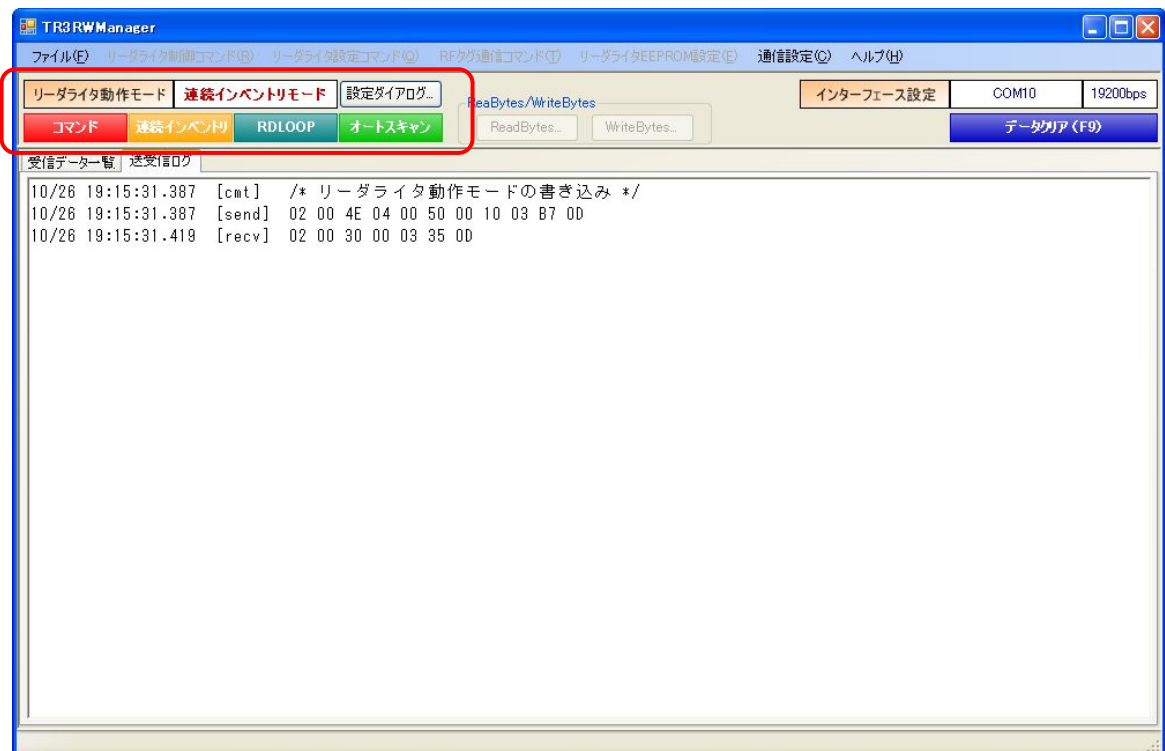 TR3RWManager
ファイル(F) リーダライタ制御コマンド(R) リーダライタ設定コマンド(Q) RFタグ通信コマンド(T) リーダライタEEPROM設定(E) 通信設定(C) ヘルプ(H)
リーダライタ動作モード 連続インベントリモード 設定ダイアログ... ReaBytes/WriteBytes インターフェース設定 COM10 19200bps
コマンド 連続インベントリ RDLOOP オートスキャン ReadBytes... WriteBytes... データクリア(F9)
受信データ一覧 送受信ログ
10/26 19:15:31.387 [cmt] /* リーダライタ動作モードの書き込み */
10/26 19:15:31.387 [send] 02 00 4E 04 00 50 00 10 03 B7 0D
10/26 19:15:31.419 [recv] 02 00 30 00 03 35 0D